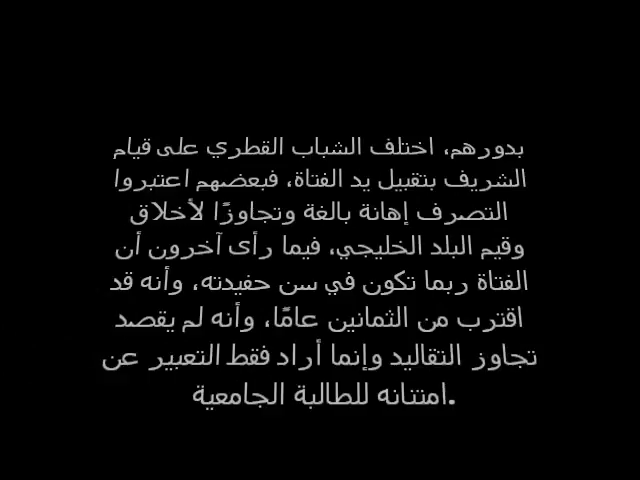 بدورهم، اختلف الشباب القطري على قيام
الشريف بتقبيل يد الفتاة، فبعضهم اعتبروا
التصرف إهانة بالغة وتجاوزًا لأخلاق
وقيم البلد الخليجي، فيما رأى آخرون أن
الفتاة ربما تكون في سن حفيدته، وأنه قد
اقترب من الثمانين عامًا، وأنه لم يقصد
تجاوز التقاليد وإنما أراد فقط التعبير عن
امتنانه للطالبة الجامعية.